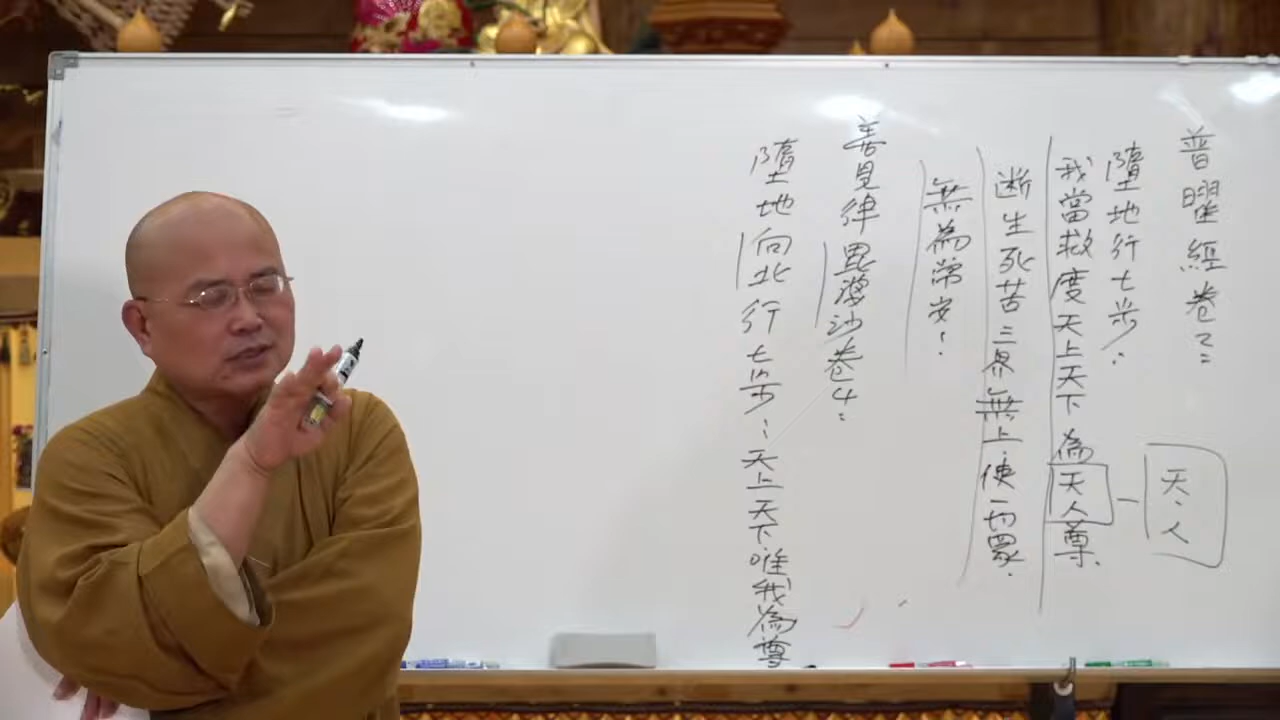 普曜經卷2:
墮地行七步:
我當救度天上天下為天人尊.
天、人
斷生死苦三界無上使一切眾.
無為常安!
善見律毘婆沙卷4:
墮地向北行七步!天上天下唯我為尊